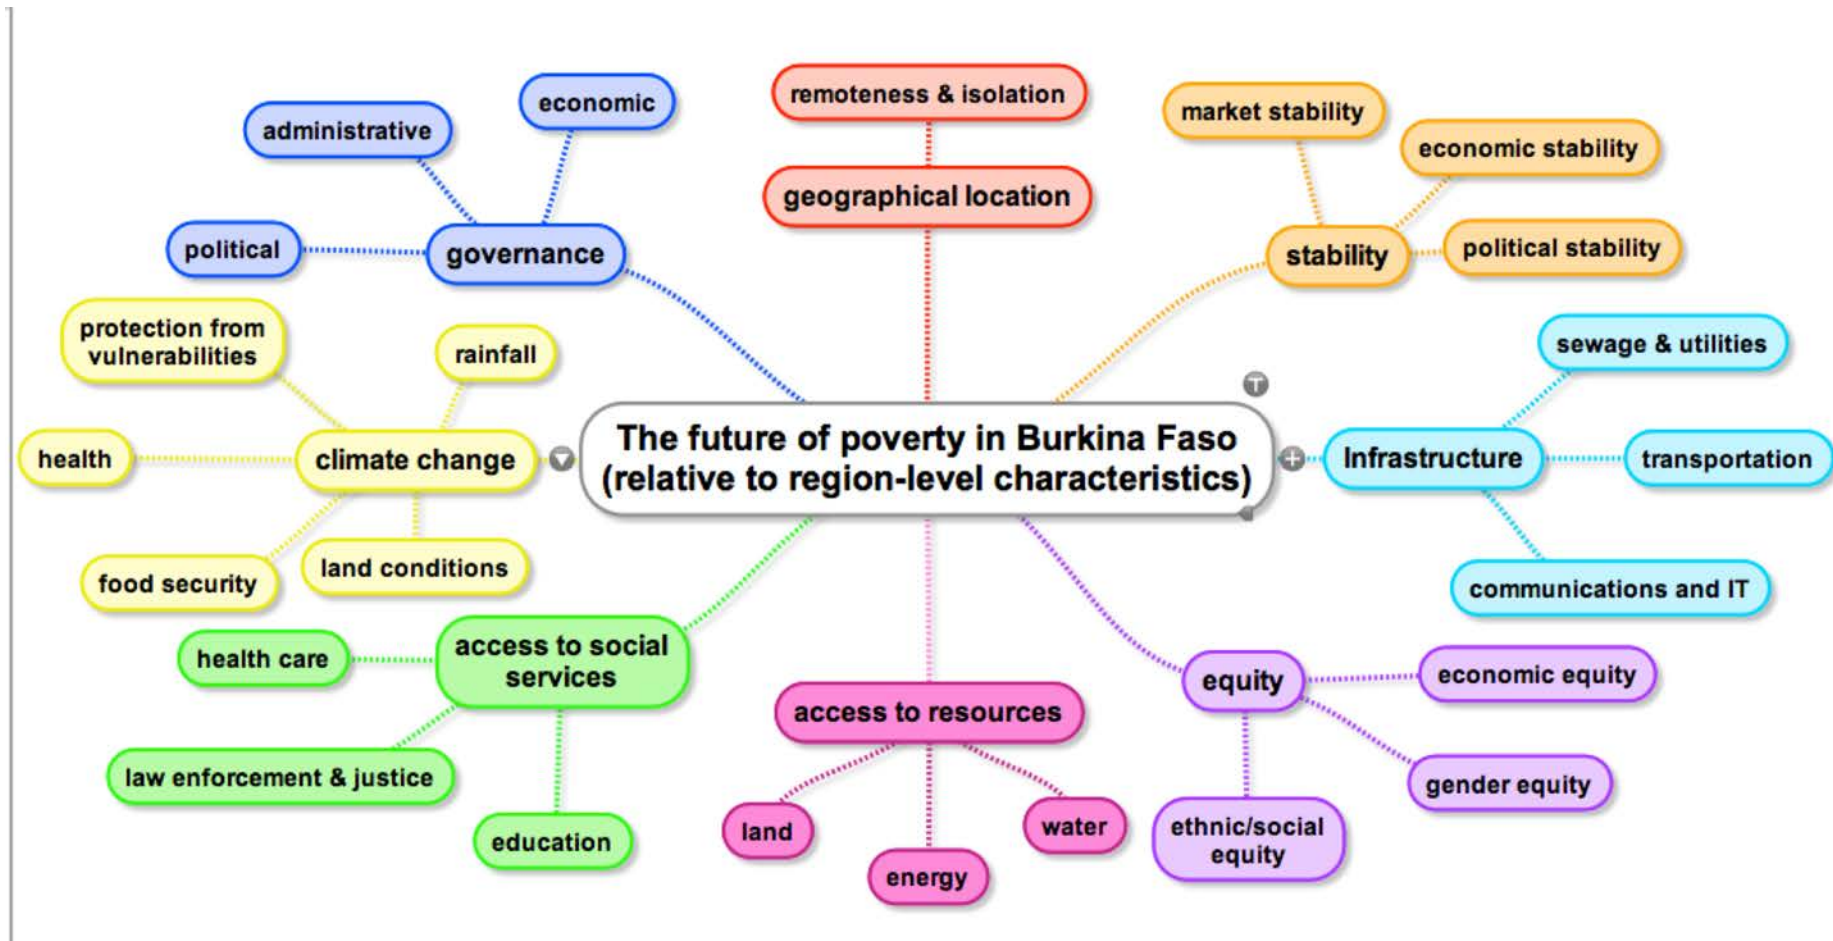 economic
administrative
political
governance
remoteness & isolation
geographical location
market stability
economic stability
political stability
stability
protection from
vulnerabilities
rainfall
health
climate change
food security
land conditions
T
The future of poverty in Burkina Faso
(relative to region-level characteristics)
sewage & utilities
Infrastructure
transportation
communications and IT
access to social
services
health care
law enforcement & justice
education
access to resources
land
energy
water
equity
economic equity
gender equity
ethnic/social
equity